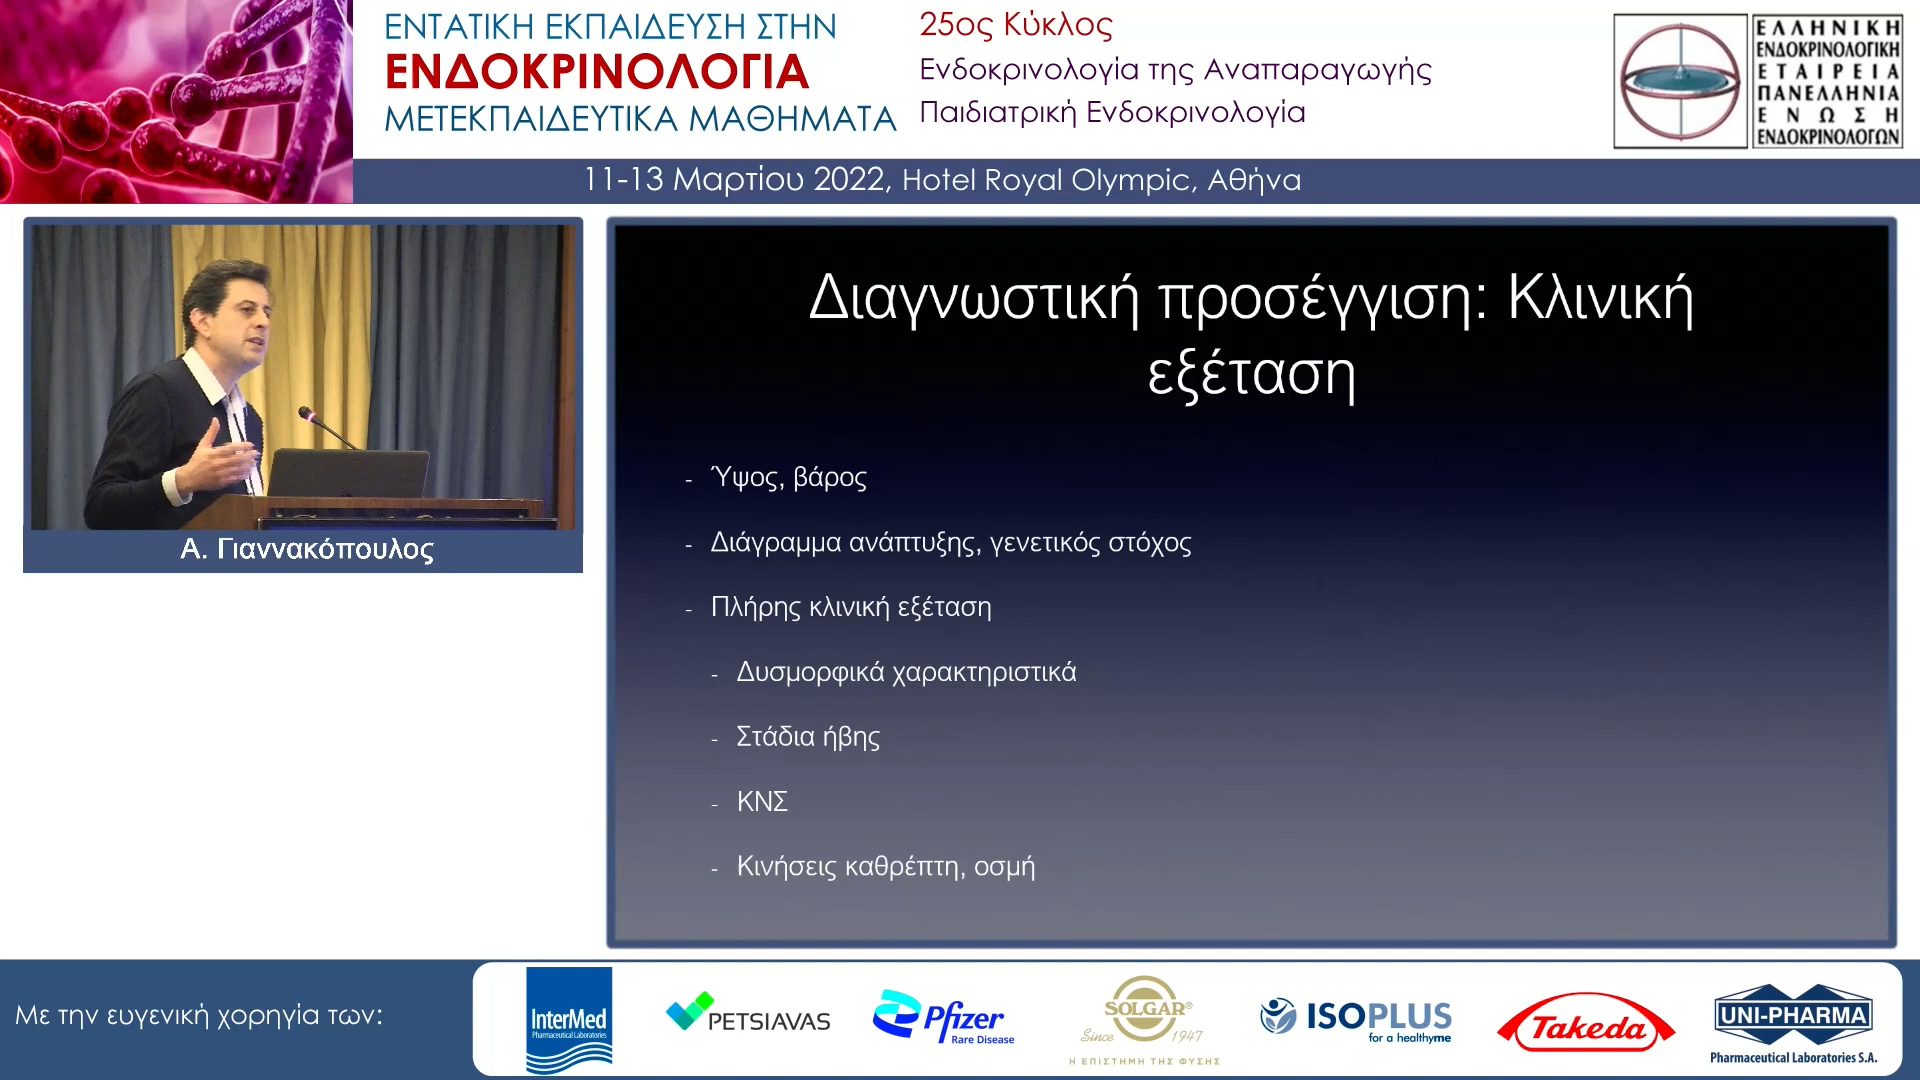 ΕΝΤΑΤΙΚΗ ΕΚΠΑΙΔΕΥΣΗ ΣΤΗΝ
ΕΝΔΟΚΡΙΝΟΛΟΓΙΑ
ΜΕΤΕΚΠΑΙΔΕΥΤΙΚΑ ΜΑΘΗΜΑΤΑ
25ος Κύκλος
Ενδοκρινολογία της Αναπαραγωγής
Παιδιατρική Ενδοκρινολογία
ΕΛΛΗΝΙΚΗ
ΕΝΔΟΚΡΙΝΟΛΟΓΙΚΗ
ΕΤΑΙΡΕΙΑ
ΠΑΝΕΛΛΗΝΙΑ
ΕΝΩΣΗ
ΕΝΔΟΚΡΙΝΟΛΟΓΩΝ
11-13 Μαρτίου 2022, Hotel Royal Olympic, Αθήνα
Α. Γιαννακόπουλος
Διαγνωστική προσέγγιση: Κλινική
εξέταση
- Ύψος, βάρος
- Διάγραμμα ανάπτυξης, γενετικός στόχος
- Πλήρης κλινική εξέταση
- Δυσμορφικά χαρακτηριστικά
- Στάδια ήβης
- ΚΝΣ
- Κινήσεις καθρέπτη, οσμή
Με την ευγενική χορηγία των:
InterMed
Pharmaceutical Laboratories
PETSIAVAS
Pfizer
Rare Disease
SOLGAR®
Since 1947
Η ΕΠΙΣΤΗΜΗ ΤΗΣ ΦΥΣΗΣ
ISOPLUS
for a healthyme
Takeda
UNI-PHARMA
Pharmaceutical Laboratories S.A.